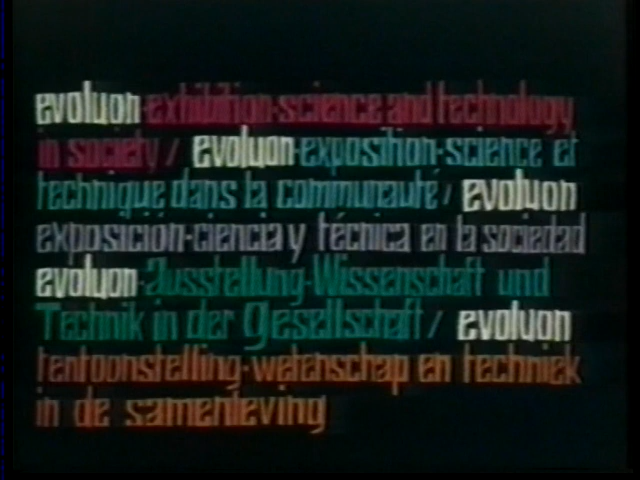 evoluon-exhibition-science and technology
in society / evoluon-exposition-science et
technique dans la communauté / evoluon
exposición-ciencia y técnica en la sociedad
evoluon-Ausstellung-Wissenschaft und
Technik in der Gesellschaft / evoluon
tentoonstelling-wetenschap en techniek
in de samenleving